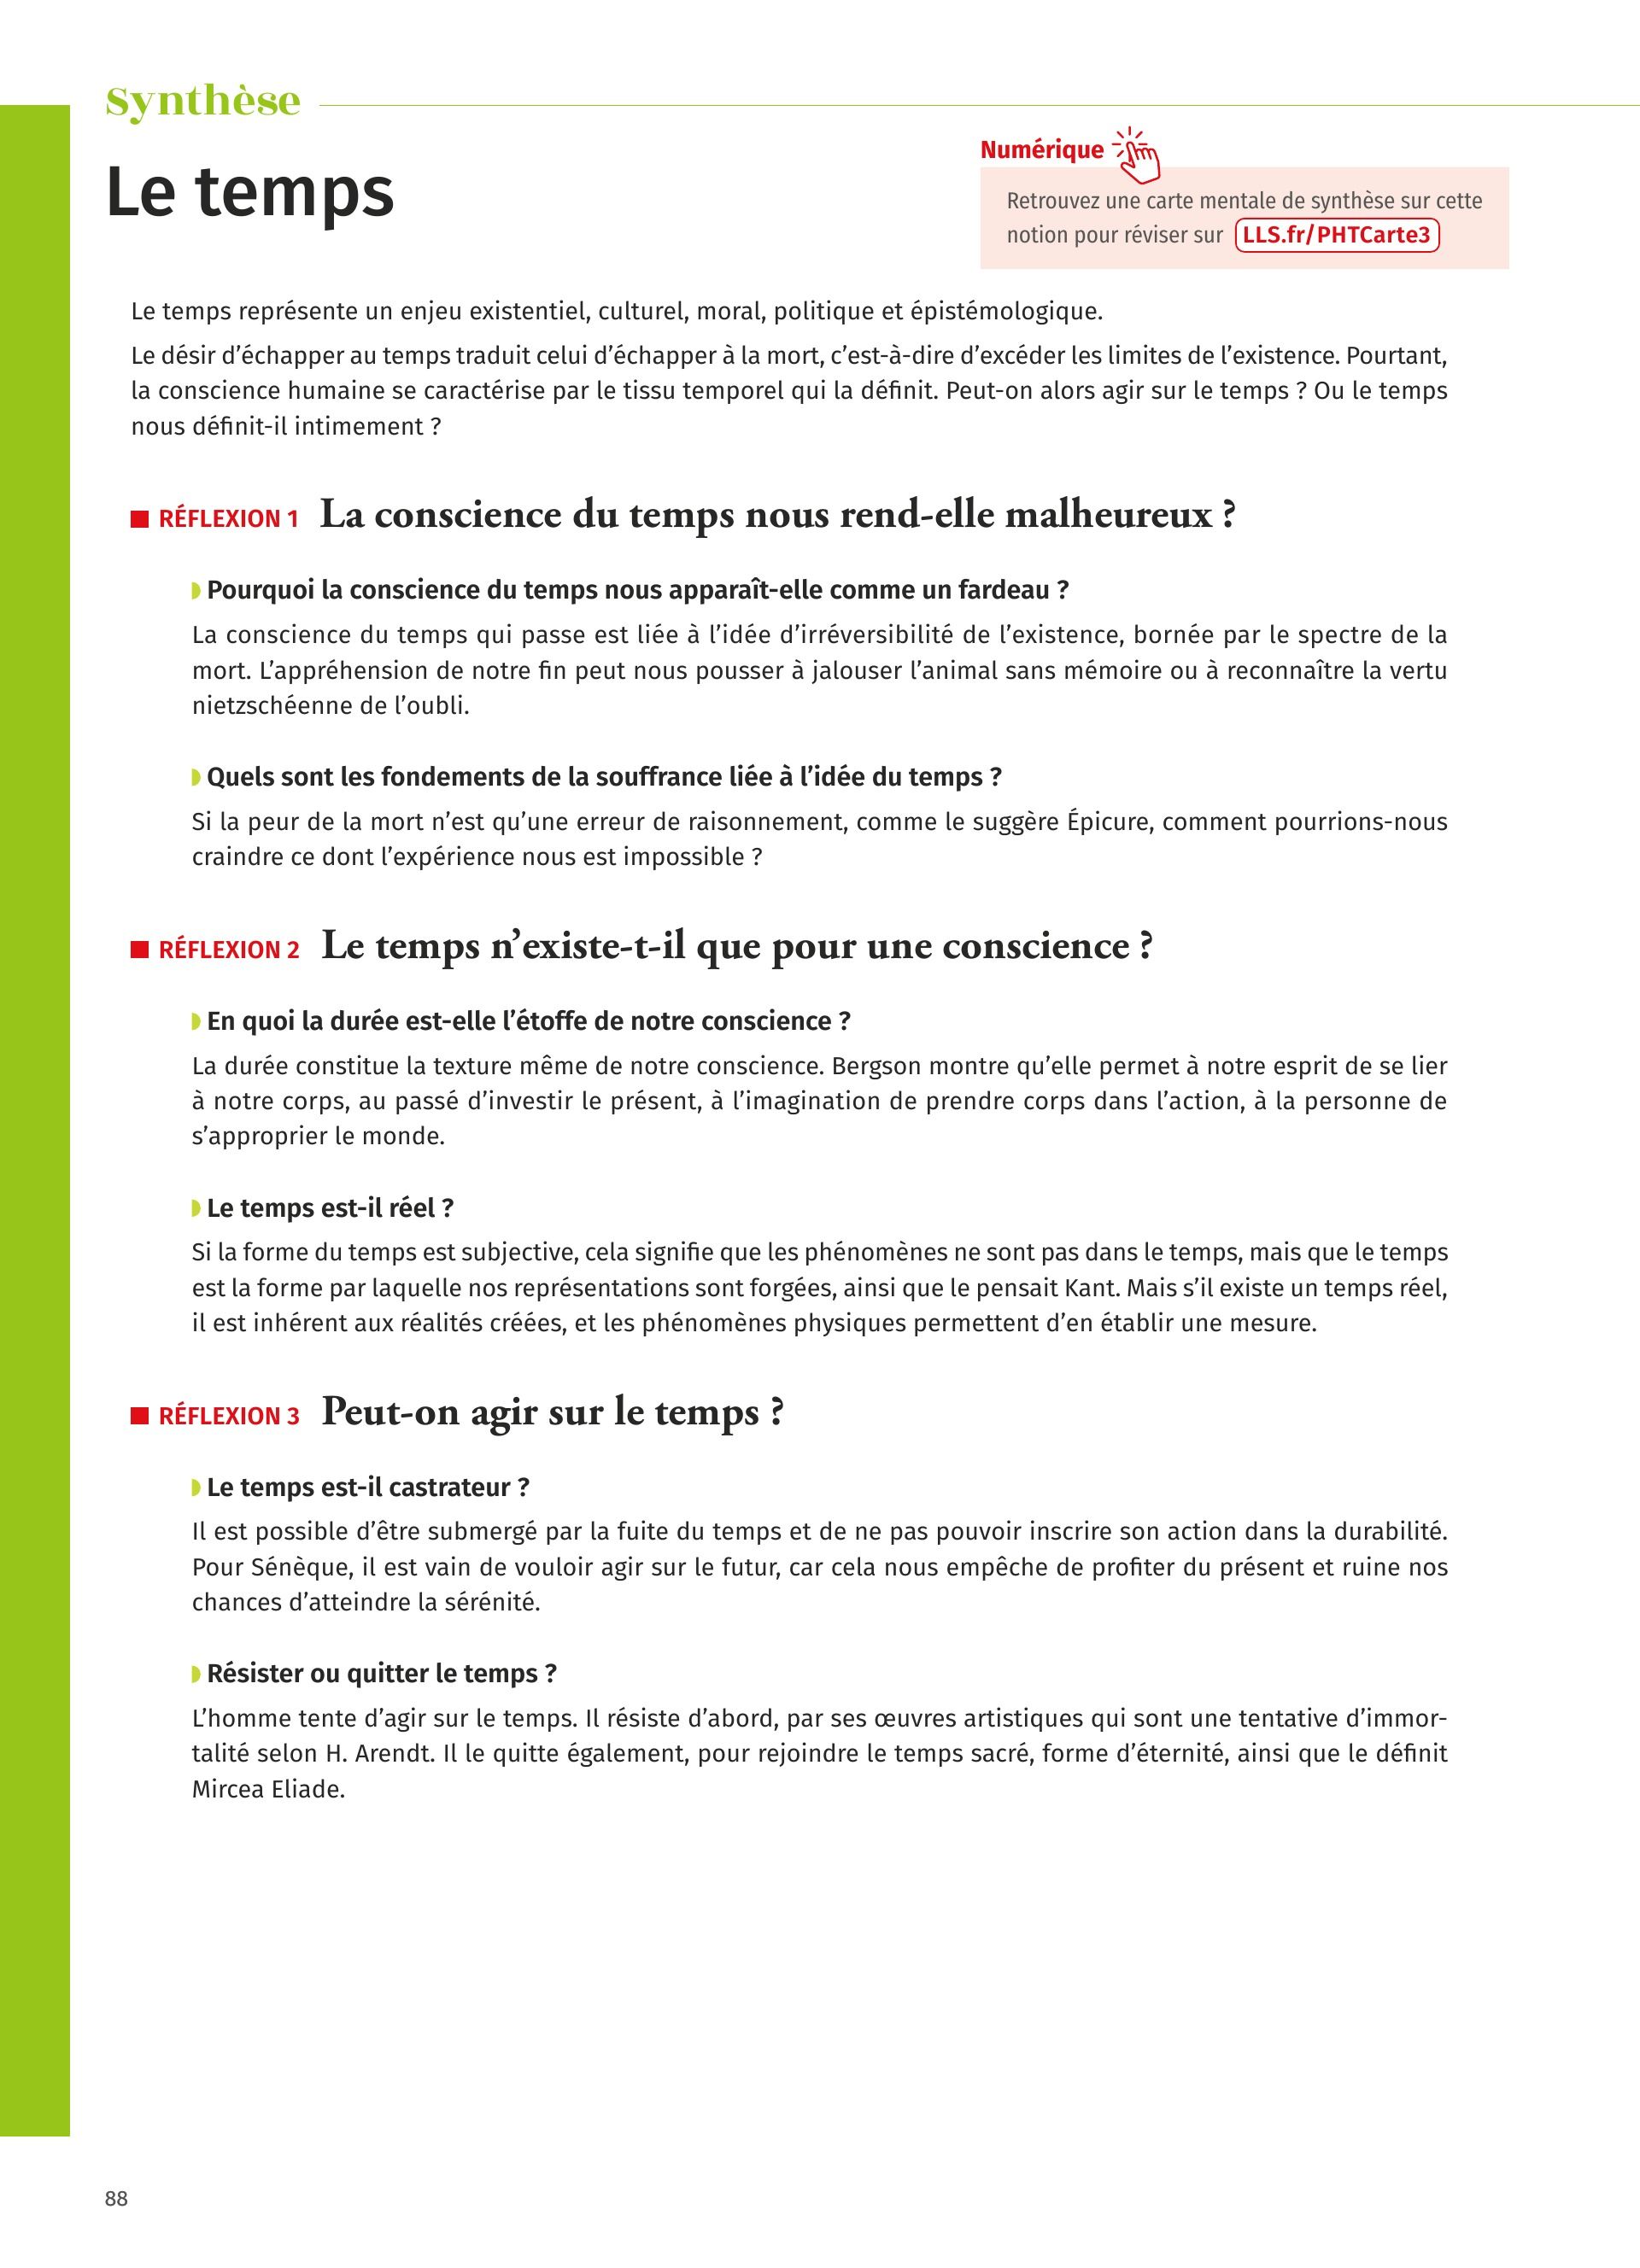 Synthèse
Le temps
Numérique
Retrouvez une carte mentale de synthèse sur cette
notion pour réviser sur LLS.fr/PHTCarte3
Le temps représente un enjeu existentiel, culturel, moral, politique et épistémologique.
Le désir d’échapper au temps traduit celui d’échapper à la mort, c’est-à-dire d’excéder les limites de l’existence. Pourtant,
la conscience humaine se caractérise par le tissu temporel qui la définit. Peut-on alors agir sur le temps ? Ou le temps
nous définit-il intimement ?
RÉFLEXION 1 La conscience du temps nous rend-elle malheureux ?
Pourquoi la conscience du temps nous apparaît-elle comme un fardeau ?
La conscience du temps qui passe est liée à l’idée d’irréversibilité de l’existence, bornée par le spectre de la
mort. L’appréhension de notre fin peut nous pousser à jalouser l’animal sans mémoire ou à reconnaître la vertu
nietzschéenne de l’oubli.
Quels sont les fondements de la souffrance liée à l’idée du temps ?
Si la peur de la mort n’est qu’une erreur de raisonnement, comme le suggère Épicure, comment pourrions-nous
craindre ce dont l’expérience nous est impossible ?
RÉFLEXION 2 Le temps n’existe-t-il que pour une conscience ?
En quoi la durée est-elle l’étoffe de notre conscience ?
La durée constitue la texture même de notre conscience. Bergson montre qu’elle permet à notre esprit de se lier
à notre corps, au passé d’investir le présent, à l’imagination de prendre corps dans l’action, à la personne de
s’approprier le monde.
Le temps est-il réel ?
Si la forme du temps est subjective, cela signifie que les phénomènes ne sont pas dans le temps, mais que le temps
est la forme par laquelle nos représentations sont forgées, ainsi que le pensait Kant. Mais s’il existe un temps réel,
il est inhérent aux réalités créées, et les phénomènes physiques permettent d’en établir une mesure.
RÉFLEXION 3 Peut-on agir sur le temps ?
Le temps est-il castrateur ?
Il est possible d’être submergé par la fuite du temps et de ne pas pouvoir inscrire son action dans la durabilité.
Pour Sénèque, il est vain de vouloir agir sur le futur, car cela nous empêche de profiter du présent et ruine nos
chances d’atteindre la sérénité.
Résister ou quitter le temps ?
L’homme tente d’agir sur le temps. Il résiste d’abord, par ses œuvres artistiques qui sont une tentative d’immor-
talité selon H. Arendt. Il le quitte également, pour rejoindre le temps sacré, forme d’éternité, ainsi que le définit
Mircea Eliade.
88